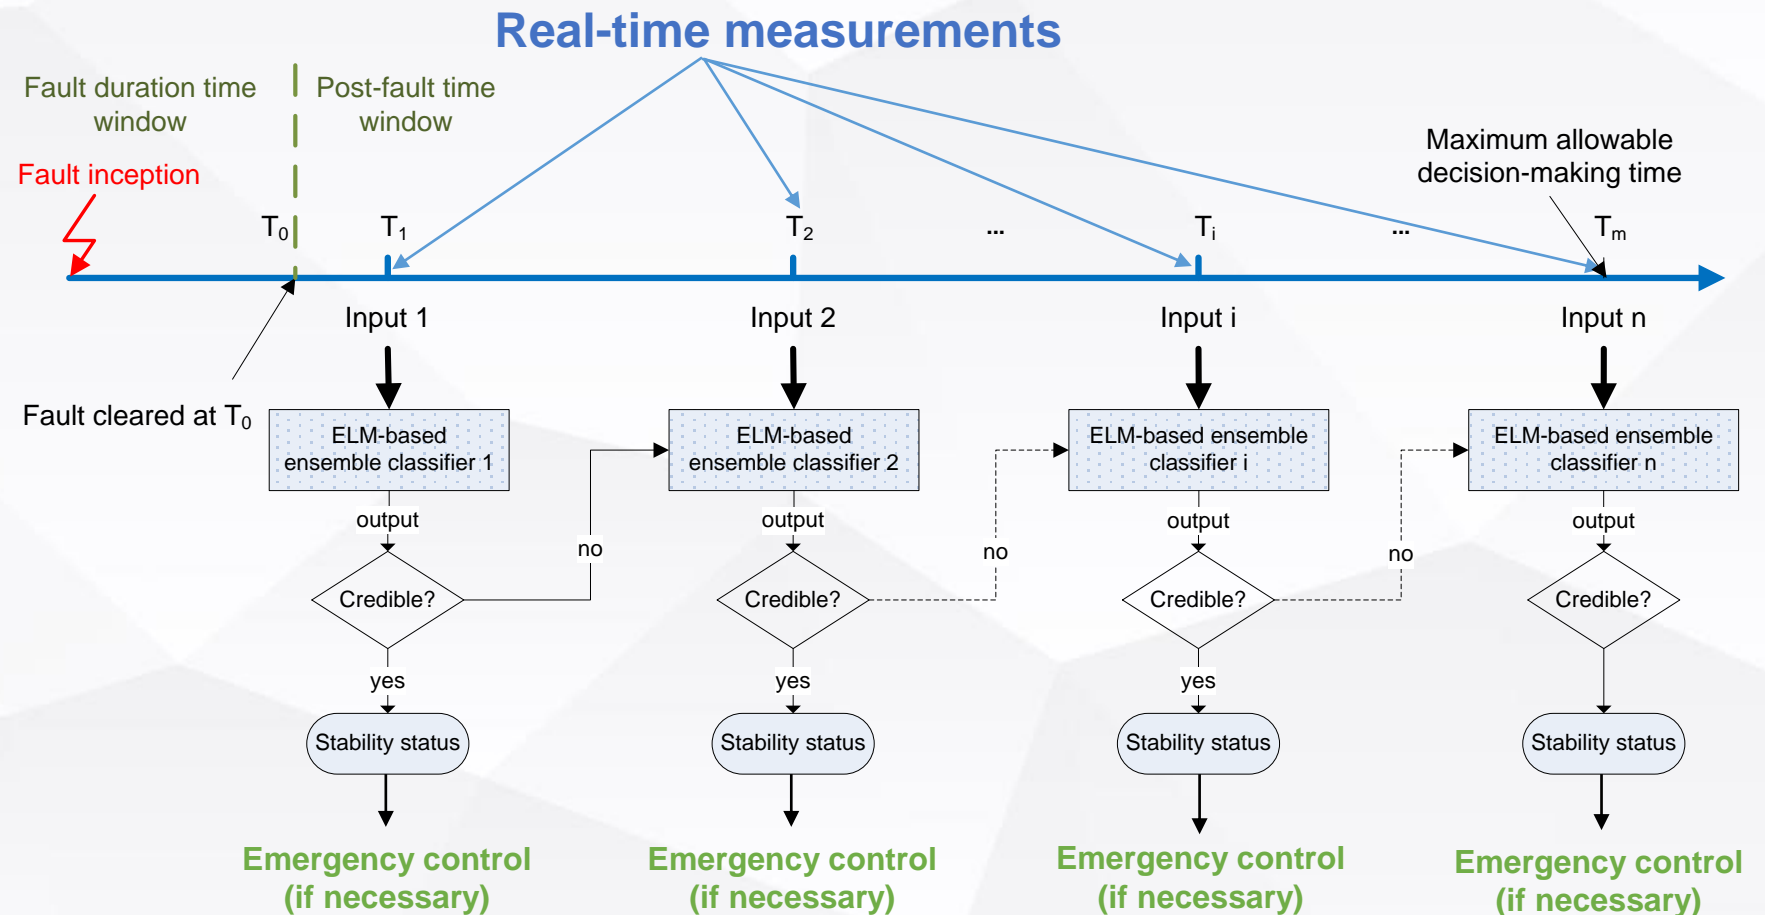 Real-time measurements
Fault duration time
window
Post-fault time
window
Fault inception
Maximum allowable
decision-making time
T₀
T₁
T₂
...
Tᵢ
...
Tₘ
Input 1
Input 2
Input i
Input n
Fault cleared at T₀
ELM-based
ensemble classifier 1
ELM-based
ensemble classifier 2
ELM-based ensemble
classifier i
ELM-based ensemble
classifier n
output
output
output
output
no
no
no
Credible?
Credible?
Credible?
Credible?
yes
yes
yes
Stability status
Stability status
Stability status
Stability status
Emergency control
(if necessary)
Emergency control
(if necessary)
Emergency control
(if necessary)
Emergency control
(if necessary)